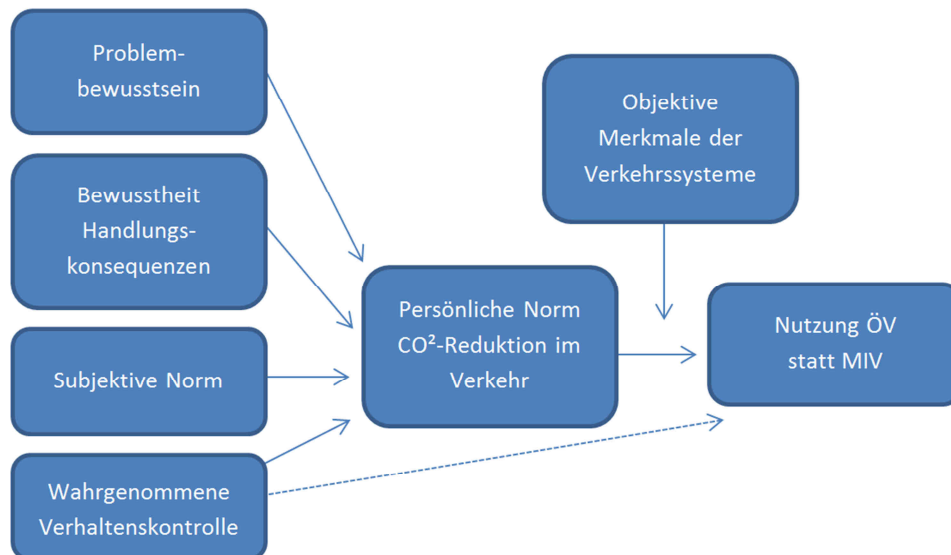 Problem-
bewusstsein
Bewusstheit
Handlungs-
konsequenzen
Subjektive Norm
Wahrgenommene
Verhaltenskontrolle
Persönliche Norm
CO²-Reduktion im
Verkehr
Objektive
Merkmale der
Verkehrssysteme
Nutzung ÖV
statt MIV